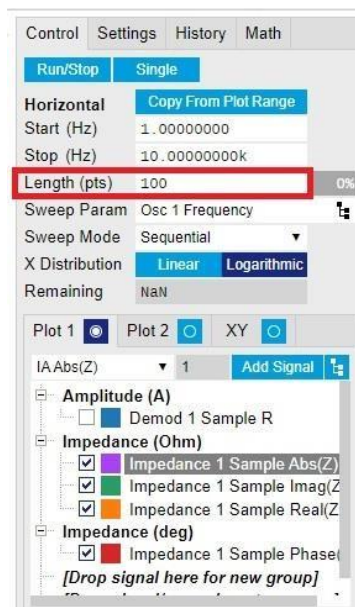 Control Settings History Math
Run/Stop Single
Horizontal Copy From Plot Range
Start (Hz) 1.00000000
Stop (Hz) 10.00000000k
Length (pts) 100 0%
Sweep Param Osc 1 Frequency
Sweep Mode Sequential
X Distribution Linear Logarithmic
Remaining NaN
Plot 1 Plot 2 XY
IA Abs(Z) 1 Add Signal
Amplitude (A)
Demod 1 Sample R
Impedance (Ohm)
Impedance 1 Sample Abs(Z)
Impedance 1 Sample Imag(Z
Impedance 1 Sample Real(Z
Impedance (deg)
Impedance 1 Sample Phase(
[Drop signal here for new group]